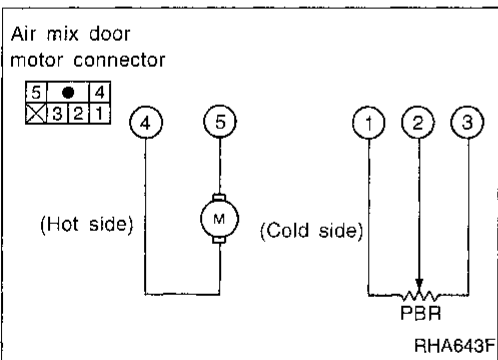 Air mix door
motor connector
5 4
3 2 1
4 5 1 2 3
(Hot side) M (Cold side)
PBR
RHA643F